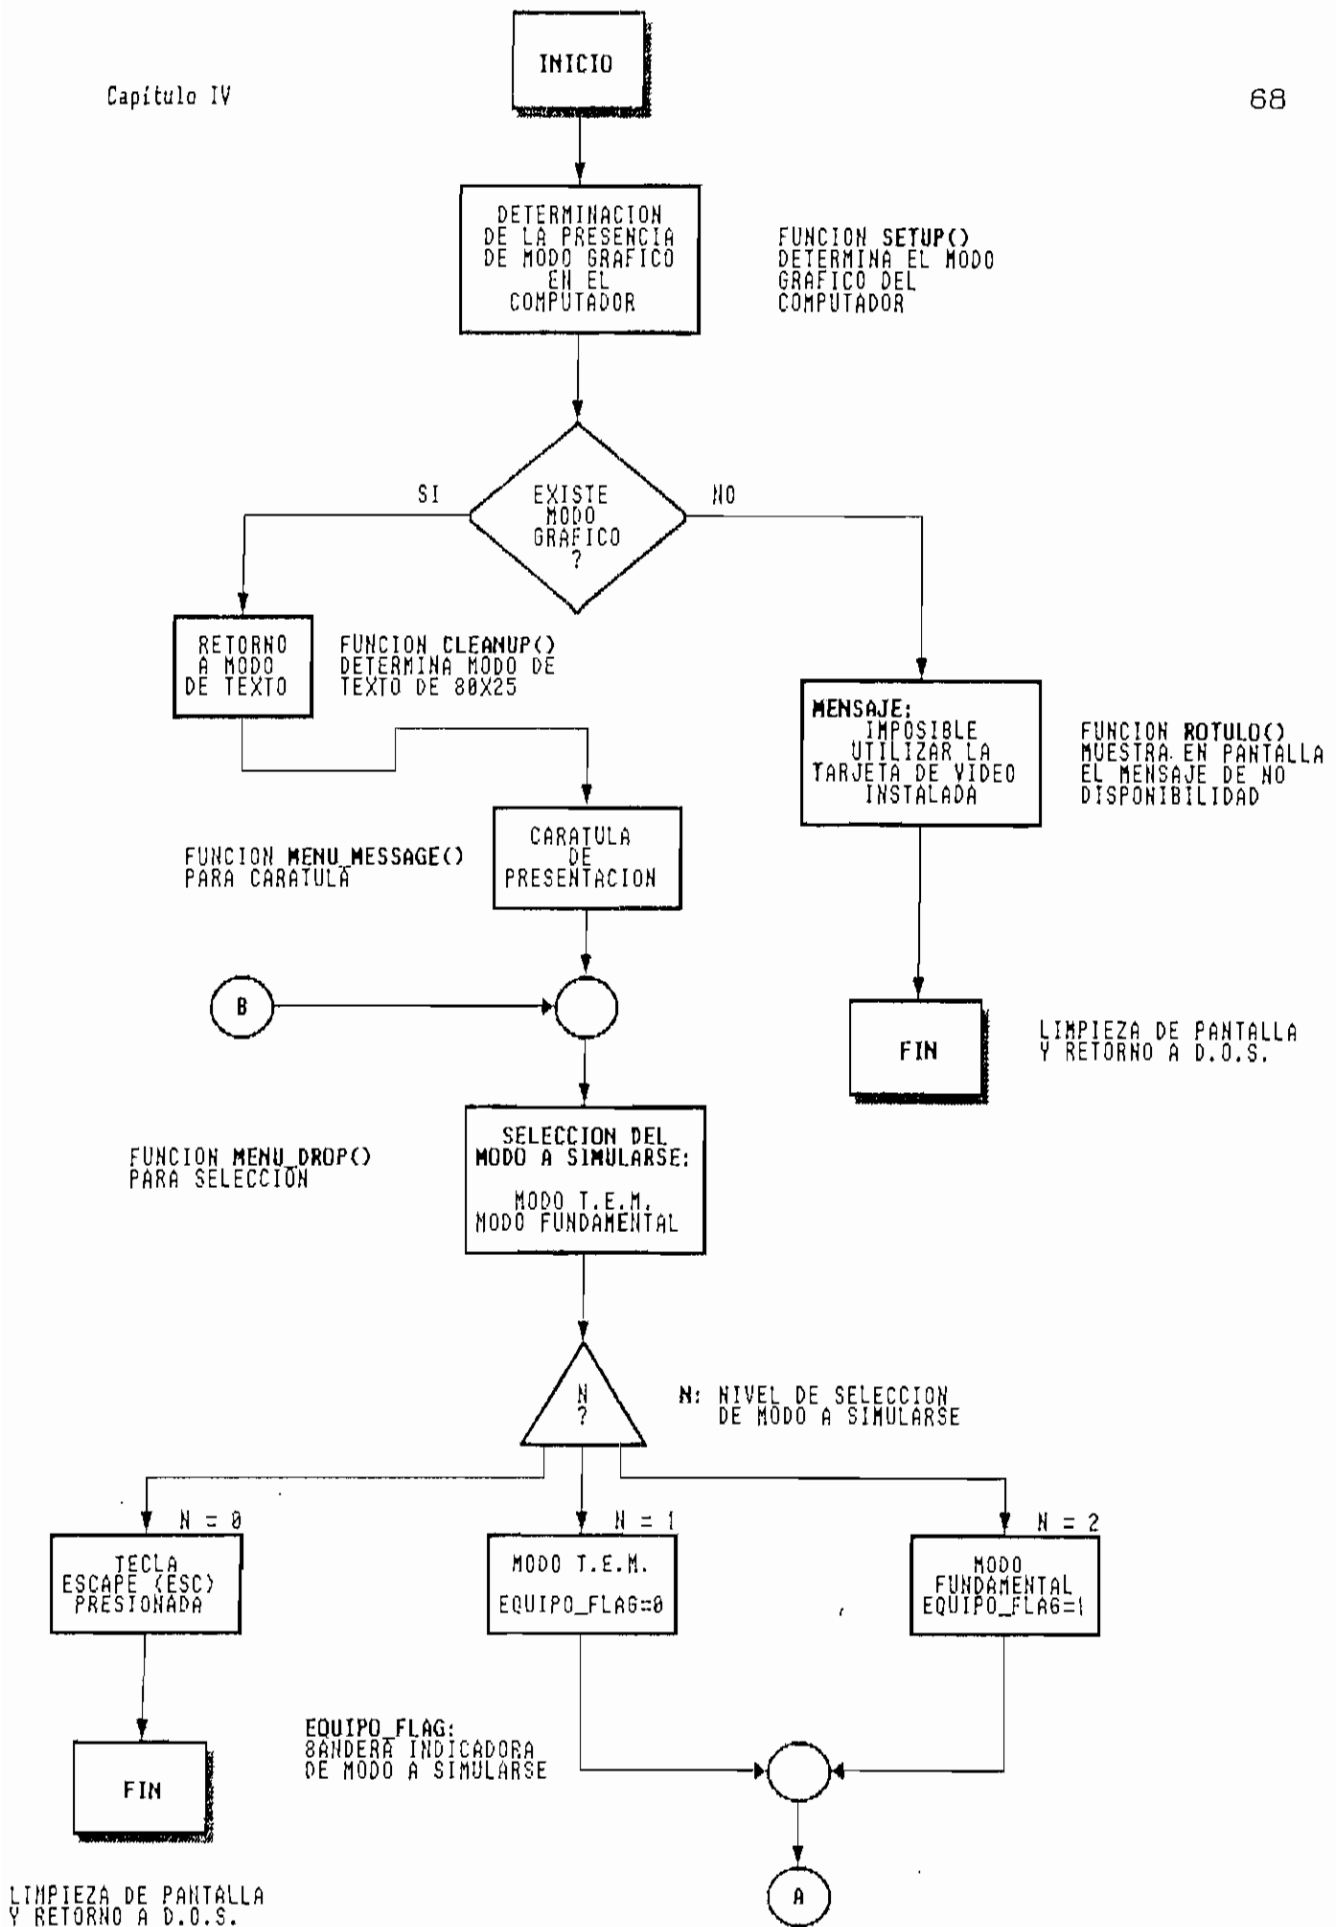 INICIO
Capítulo IV
68
DETERMINACION
DE LA PRESENCIA
DE MODO GRAFICO
EN EL
COMPUTADOR
FUNCION SETUP()
DETERMINA EL MODO
GRAFICO DEL
COMPUTADOR
SI
EXISTE
MODO
GRAFICO
?
NO
RETORNO
A MODO
DE TEXTO
FUNCION CLEANUP()
DETERMINA MODO DE
TEXTO DE 80X25
MENSAJE:
IMPOSIBLE
UTILIZAR LA
TARJETA DE VIDEO
INSTALADA
FUNCION ROTULO()
MUESTRA EN PANTALLA
EL MENSAJE DE NO
DISPONIBILIDAD
FUNCION MENU_MESSAGE()
PARA CARATULA
CARATULA
DE
PRESENTACION
B
FIN
LIMPIEZA DE PANTALLA
Y RETORNO A D.O.S.
FUNCION MENU_DROP()
PARA SELECCION
SELECCION DEL
MODO A SIMULARSE:
MODO T.E.M.
MODO FUNDAMENTAL
N
?
N: NIVEL DE SELECCION
DE MODO A SIMULARSE
N = 0
N = 1
N = 2
TECLA
ESCAPE (ESC)
PRESIONADA
MODO T.E.M.
EQUIPO_FLAG=0
MODO
FUNDAMENTAL
EQUIPO_FLAG=1
EQUIPO_FLAG:
BANDERA INDICADORA
DE MODO A SIMULARSE
FIN
LIMPIEZA DE PANTALLA
Y RETORNO A D.O.S.
A